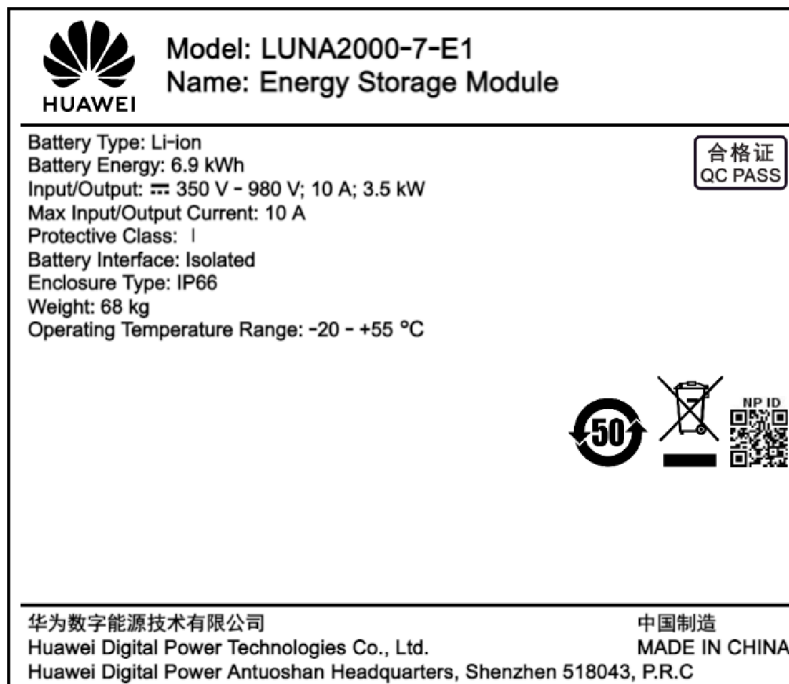 HUAWEI
Model: LUNA2000-7-E1
Name: Energy Storage Module
Battery Type: Li-ion
Battery Energy: 6.9 kWh
Input/Output: ⎓ 350 V - 980 V; 10 A; 3.5 kW
Max Input/Output Current: 10 A
Protective Class: I
Battery Interface: Isolated
Enclosure Type: IP66
Weight: 68 kg
Operating Temperature Range: -20 - +55 °C
合格证
QC PASS
50
NP ID
华为数字能源技术有限公司
Huawei Digital Power Technologies Co., Ltd.
Huawei Digital Power Antuoshan Headquarters, Shenzhen 518043, P.R.C
中国制造
MADE IN CHINA